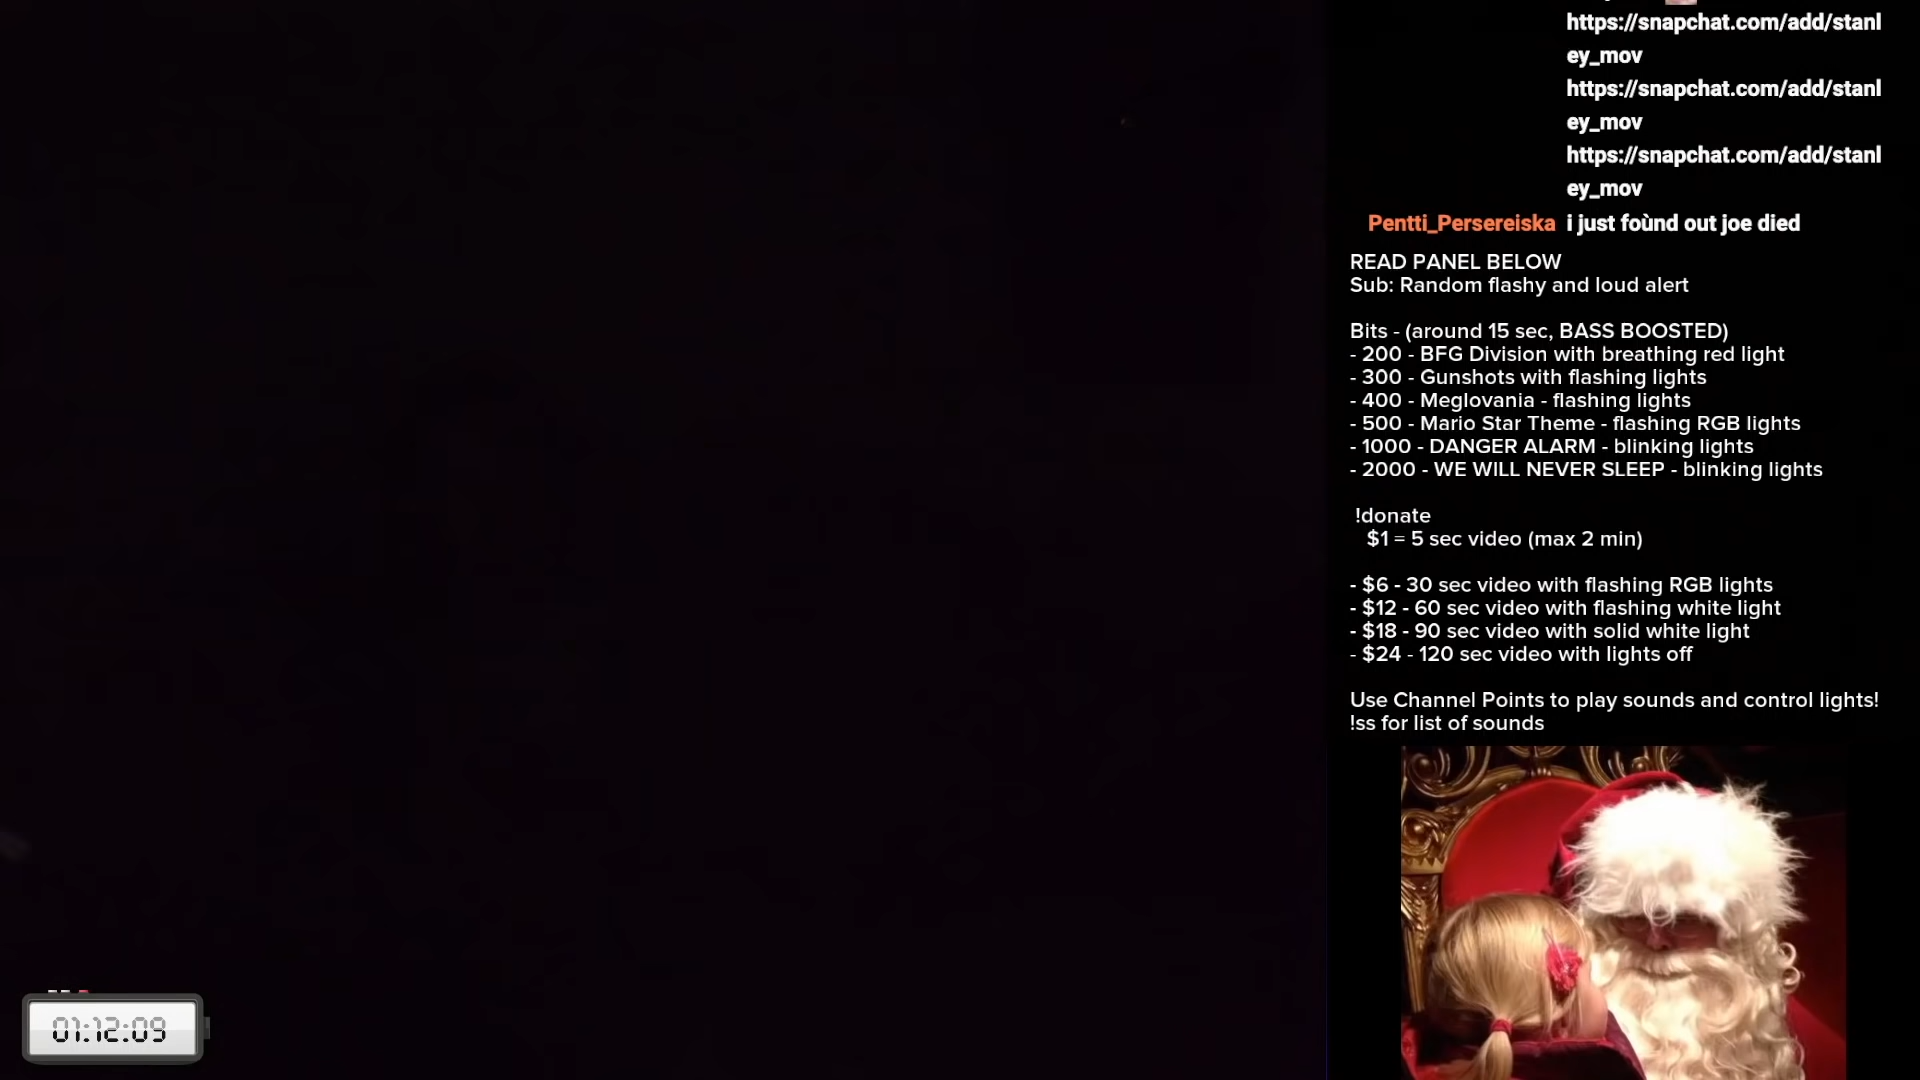 https://snapchat.com/add/stanl
ey_mov
https://snapchat.com/add/stanl
ey_mov
https://snapchat.com/add/stanl
ey_mov
Pentti_Persereiska i just foùnd out joe died
READ PANEL BELOW
Sub: Random flashy and loud alert
Bits - (around 15 sec, BASS BOOSTED)
- 200 - BFG Division with breathing red light
- 300 - Gunshots with flashing lights
- 400 - Meglovania - flashing lights
- 500 - Mario Star Theme - flashing RGB lights
- 1000 - DANGER ALARM - blinking lights
- 2000 - WE WILL NEVER SLEEP - blinking lights
!donate
$1 = 5 sec video (max 2 min)
- $6 - 30 sec video with flashing RGB lights
- $12 - 60 sec video with flashing white light
- $18 - 90 sec video with solid white light
- $24 - 120 sec video with lights off
Use Channel Points to play sounds and control lights!
!ss for list of sounds
01:12:09